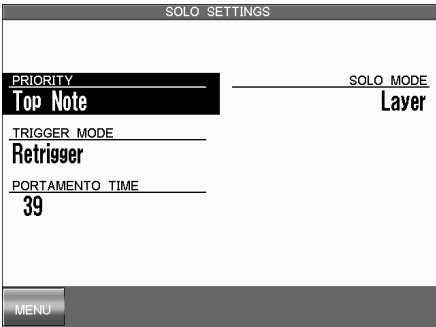 SOLO SETTINGS
PRIORITY
Top Note
SOLO MODE
Layer
TRIGGER MODE
Retrigger
PORTAMENTO TIME
39
MENU